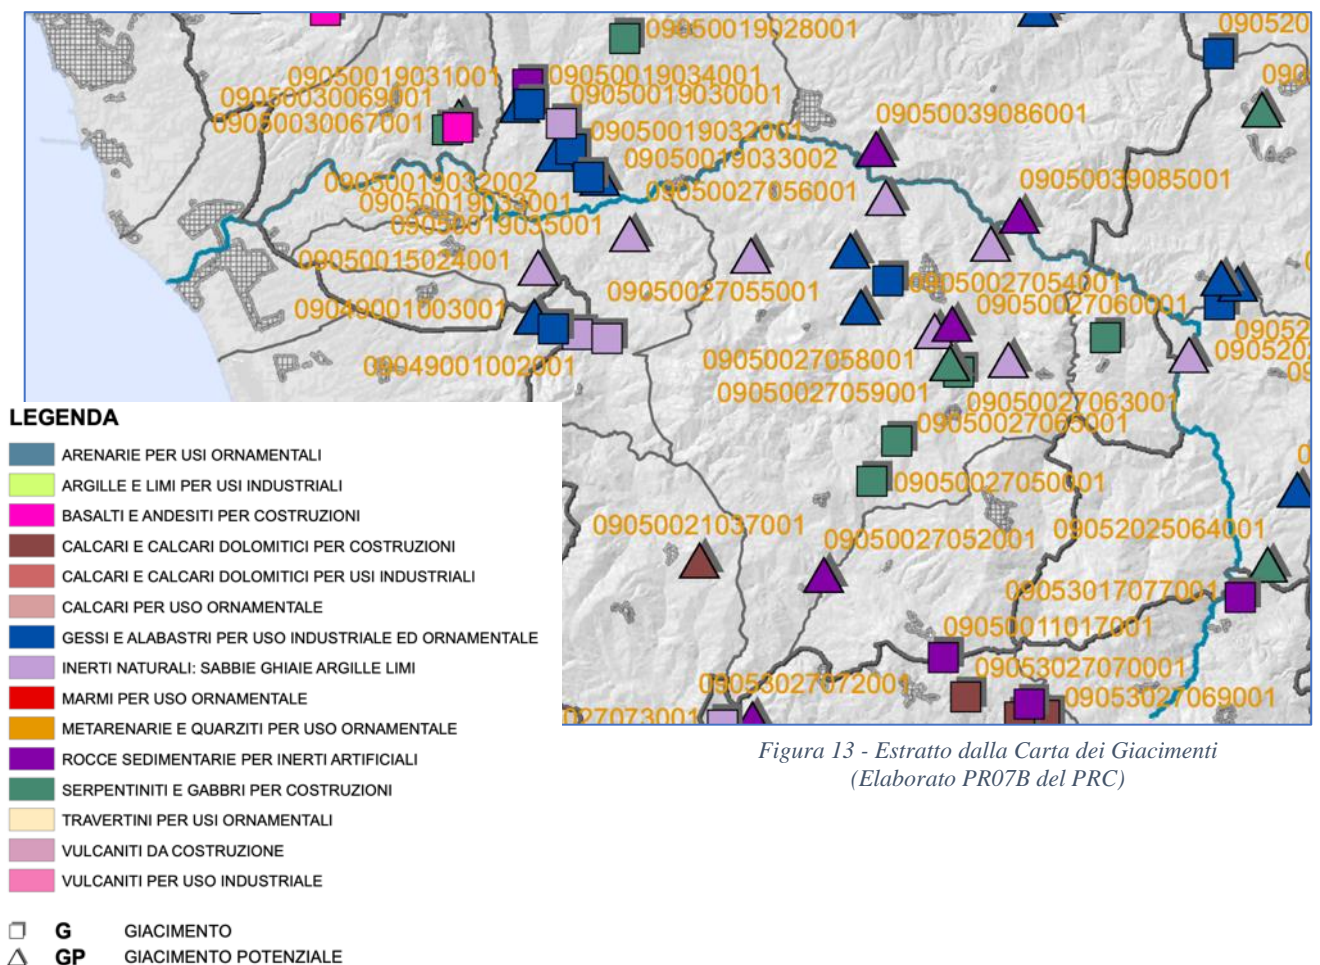 09050019028001
090520
09050019031001
09050019034001
090
09050030069001
09050019030001
09050030067001
09050039086001
09050019032001
09050019033002
09050019032002
09050027056001
09050039085001
09050019035001
09050015024001
09050027054001
09050027055001
09050027060001
09049001003001
090520
09049001002001
09050027058001
09050027059001
09050027063001
09050027065001
09050027050001
09050021037001
09050027052001
09052025064001
09053017077001
09050011017001
09053027070001
09053027072001
09053027069001
027073001
LEGENDA
ARENARIE PER USI ORNAMENTALI
ARGILLE E LIMI PER USI INDUSTRIALI
BASALTI E ANDESITI PER COSTRUZIONI
CALCARI E CALCARI DOLOMITICI PER COSTRUZIONI
CALCARI E CALCARI DOLOMITICI PER USI INDUSTRIALI
CALCARI PER USO ORNAMENTALE
GESSI E ALABASTRI PER USO INDUSTRIALE ED ORNAMENTALE
INERTI NATURALI: SABBIE GHIAIE ARGILLE LIMI
MARMI PER USO ORNAMENTALE
METARENARIE E QUARZITI PER USO ORNAMENTALE
ROCCE SEDIMENTARIE PER INERTI ARTIFICIALI
SERPENTINITI E GABBRI PER COSTRUZIONI
TRAVERTINI PER USI ORNAMENTALI
VULCANITI DA COSTRUZIONE
VULCANITI PER USO INDUSTRIALE
G GIACIMENTO
GP GIACIMENTO POTENZIALE
Figura 13 - Estratto dalla Carta dei Giacimenti
(Elaborato PR07B del PRC)